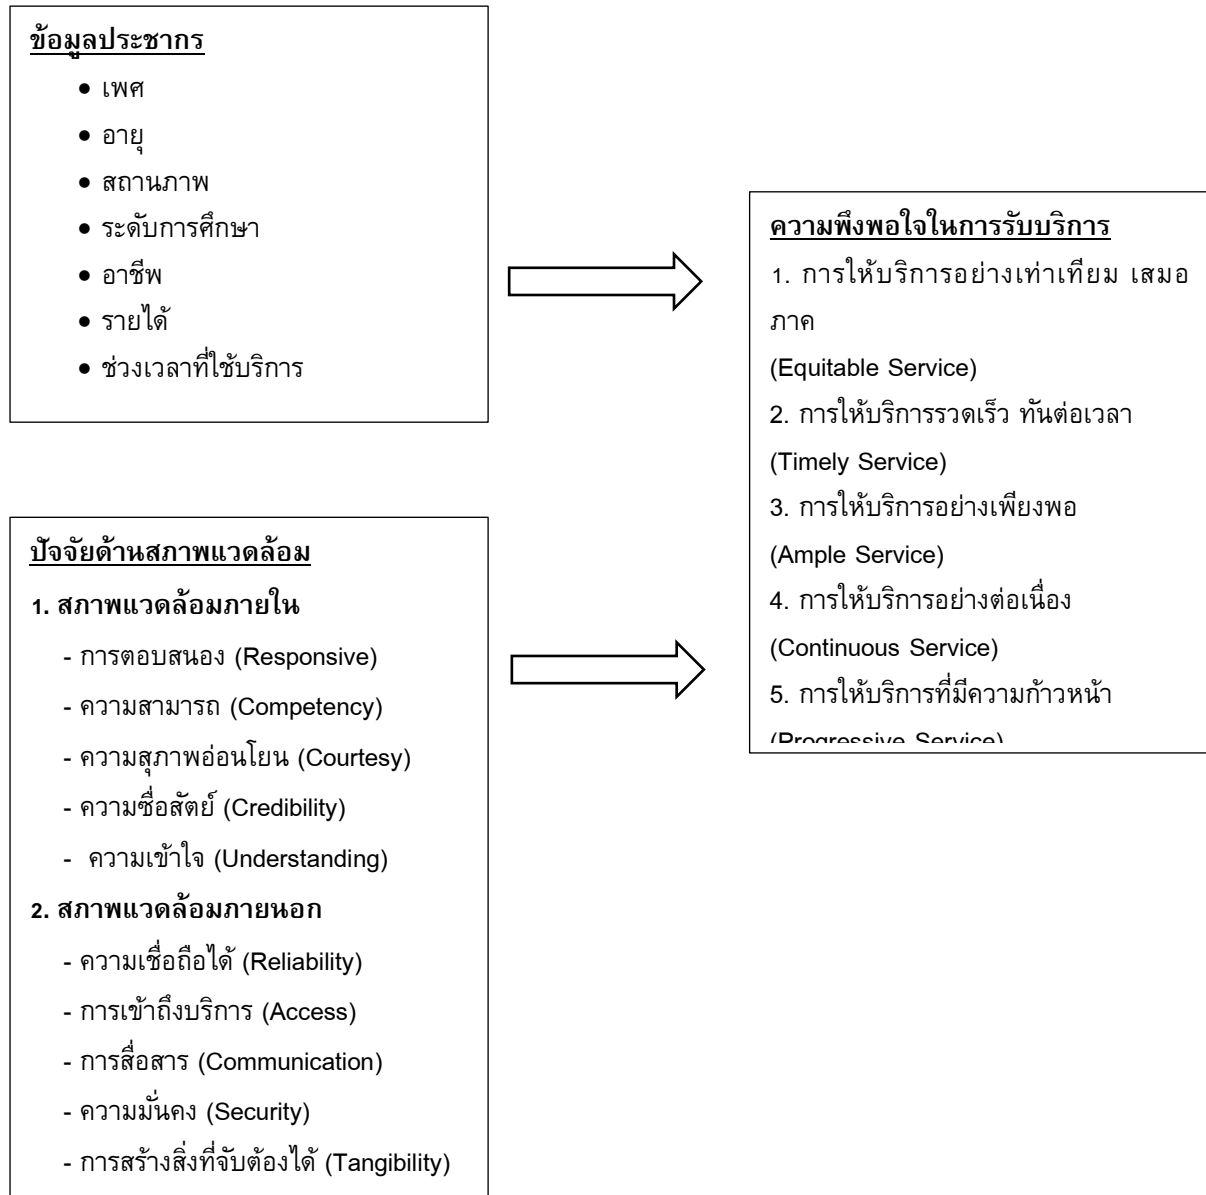 ข้อมูลประชากร
● เพศ
● อายุ
● สถานภาพ
● ระดับการศึกษา
● อาชีพ
● รายได้
● ช่วงเวลาที่ใช้บริการ
ปัจจัยด้านสภาพแวดล้อม
1. สภาพแวดล้อมภายใน
- การตอบสนอง (Responsive)
- ความสามารถ (Competency)
- ความสุภาพอ่อนโยน (Courtesy)
- ความซื่อสัตย์ (Credibility)
- ความเข้าใจ (Understanding)
2. สภาพแวดล้อมภายนอก
- ความเชื่อถือได้ (Reliability)
- การเข้าถึงบริการ (Access)
- การสื่อสาร (Communication)
- ความมั่นคง (Security)
- การสร้างสิ่งที่จับต้องได้ (Tangibility)
ความพึงพอใจในการรับบริการ
1. การให้บริการอย่างเท่าเทียม เสมอ
ภาค
(Equitable Service)
2. การให้บริการรวดเร็ว ทันต่อเวลา
(Timely Service)
3. การให้บริการอย่างเพียงพอ
(Ample Service)
4. การให้บริการอย่างต่อเนื่อง
(Continuous Service)
5. การให้บริการที่มีความก้าวหน้า
(Progressive Service)